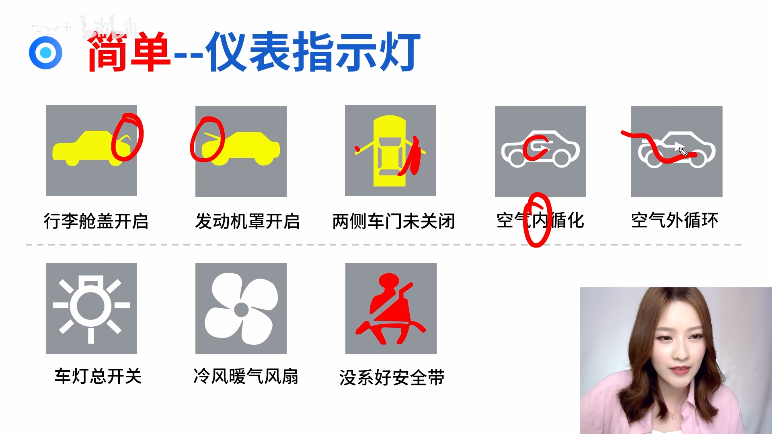 简单--仪表指示灯
行李舱盖开启 发动机罩开启 两侧车门未关闭 空气内循化 空气外循环
车灯总开关 冷风暖气风扇 没系好安全带